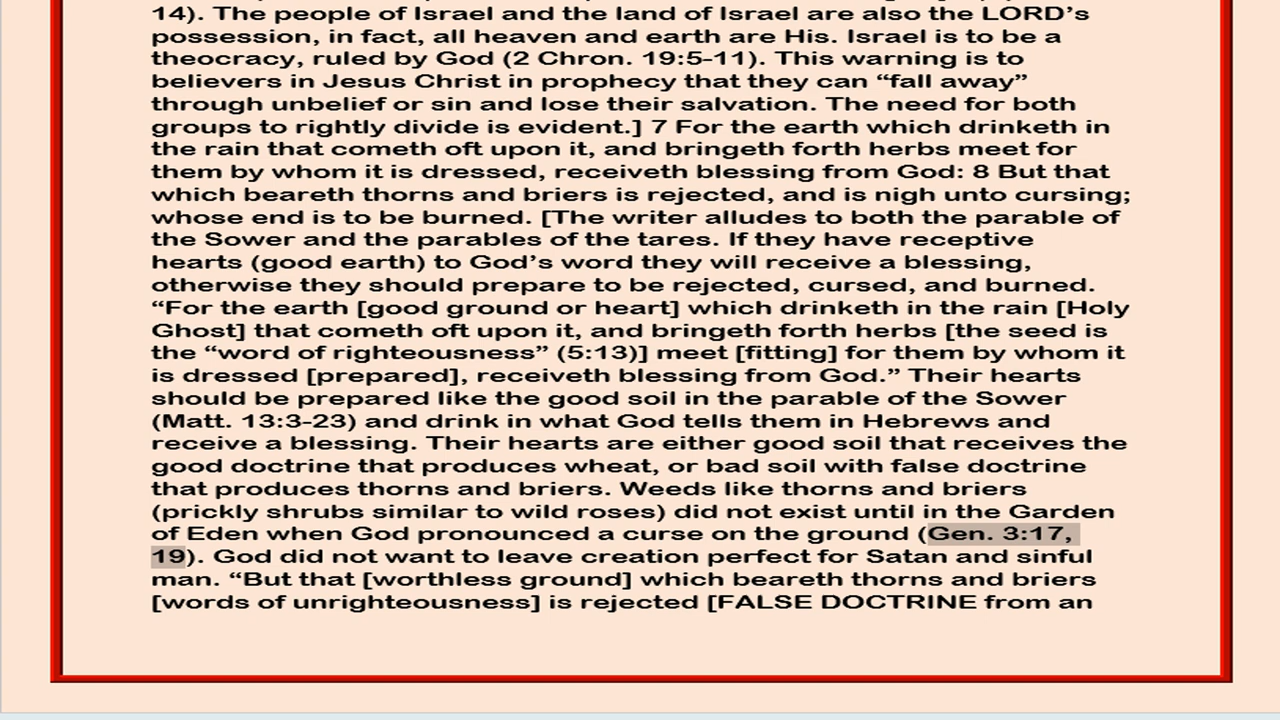 14). The people of Israel and the land of Israel are also the LORD’s
possession, in fact, all heaven and earth are His. Israel is to be a
theocracy, ruled by God (2 Chron. 19:5-11). This warning is to
believers in Jesus Christ in prophecy that they can “fall away”
through unbelief or sin and lose their salvation. The need for both
groups to rightly divide is evident.] 7 For the earth which drinketh in
the rain that cometh oft upon it, and bringeth forth herbs meet for
them by whom it is dressed, receiveth blessing from God: 8 But that
which beareth thorns and briers is rejected, and is nigh unto cursing;
whose end is to be burned. [The writer alludes to both the parable of
the Sower and the parables of the tares. If they have receptive
hearts (good earth) to God’s word they will receive a blessing,
otherwise they should prepare to be rejected, cursed, and burned.
“For the earth [good ground or heart] which drinketh in the rain [Holy
Ghost] that cometh oft upon it, and bringeth forth herbs [the seed is
the “word of righteousness” (5:13)] meet [fitting] for them by whom it
is dressed [prepared], receiveth blessing from God.” Their hearts
should be prepared like the good soil in the parable of the Sower
(Matt. 13:3-23) and drink in what God tells them in Hebrews and
receive a blessing. Their hearts are either good soil that receives the
good doctrine that produces wheat, or bad soil with false doctrine
that produces thorns and briers. Weeds like thorns and briers
(prickly shrubs similar to wild roses) did not exist until in the Garden
of Eden when God pronounced a curse on the ground (Gen. 3:17,
19). God did not want to leave creation perfect for Satan and sinful
man. “But that [worthless ground] which beareth thorns and briers
[words of unrighteousness] is rejected [FALSE DOCTRINE from an